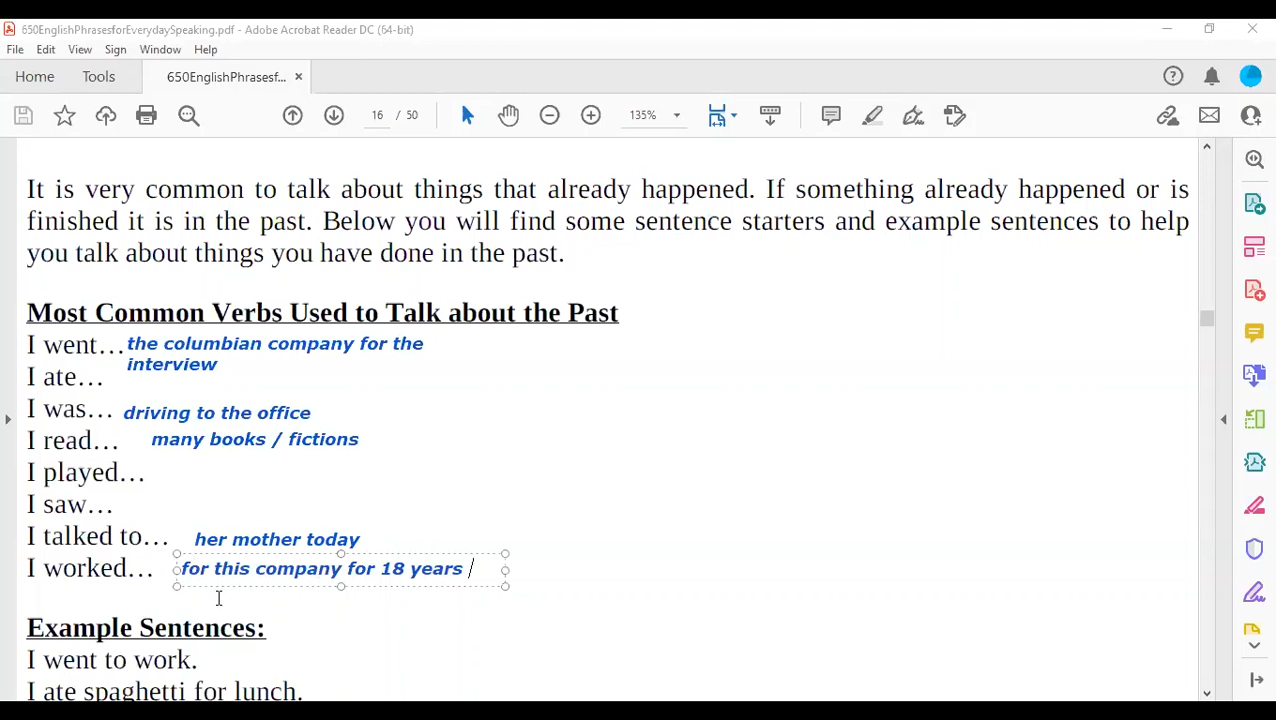 650EnglishPhrasesforEverydaySpeaking.pdf - Adobe Acrobat Reader DC (64-bit)
File Edit View Sign Window Help
Home Tools 650EnglishPhrasesf... ×
16 / 50 135%
It is very common to talk about things that already happened. If something already happened or is
finished it is in the past. Below you will find some sentence starters and example sentences to help
you talk about things you have done in the past.
Most Common Verbs Used to Talk about the Past
I went… the columbian company for the
interview
I ate…
I was… driving to the office
I read… many books / fictions
I played…
I saw…
I talked to… her mother today
I worked… for this company for 18 years
Example Sentences:
I went to work.
I ate spaghetti for lunch.